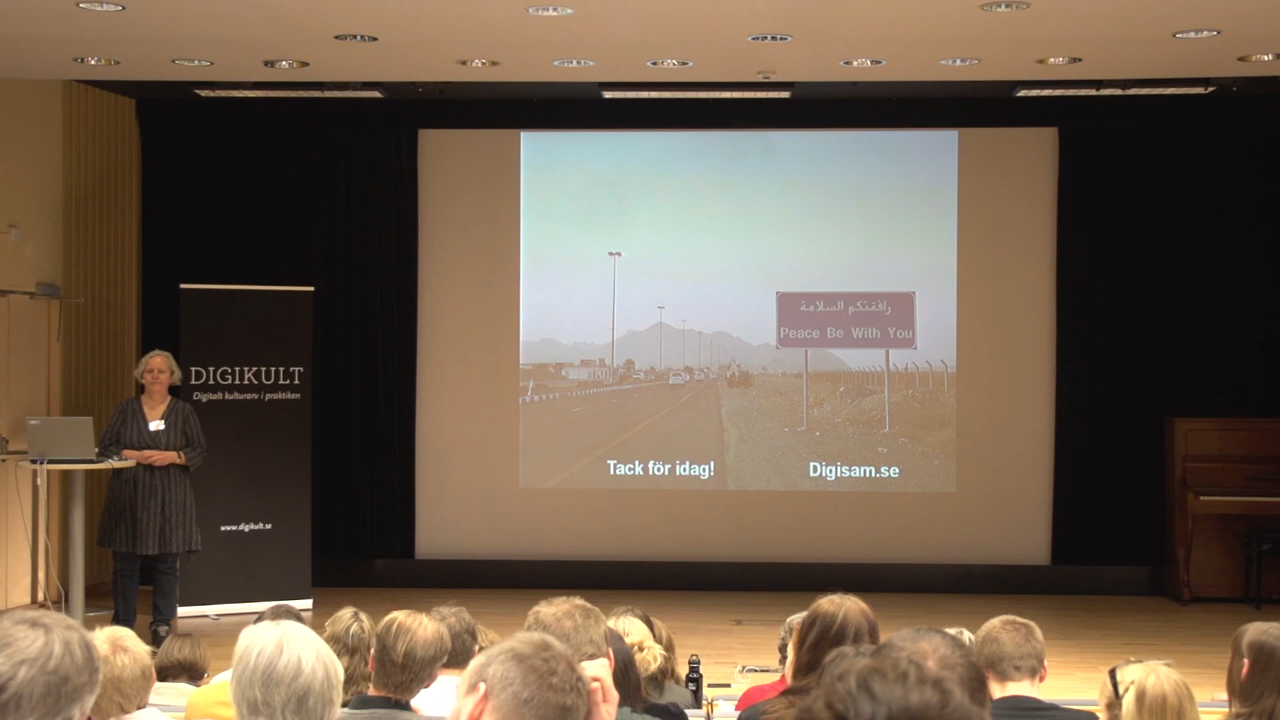 DIGIKULT
Digitalt kulturarv i praktiken
www.digikult.se
رافقتكم السلامة
Peace Be With You
Tack för idag!
Digisam.se